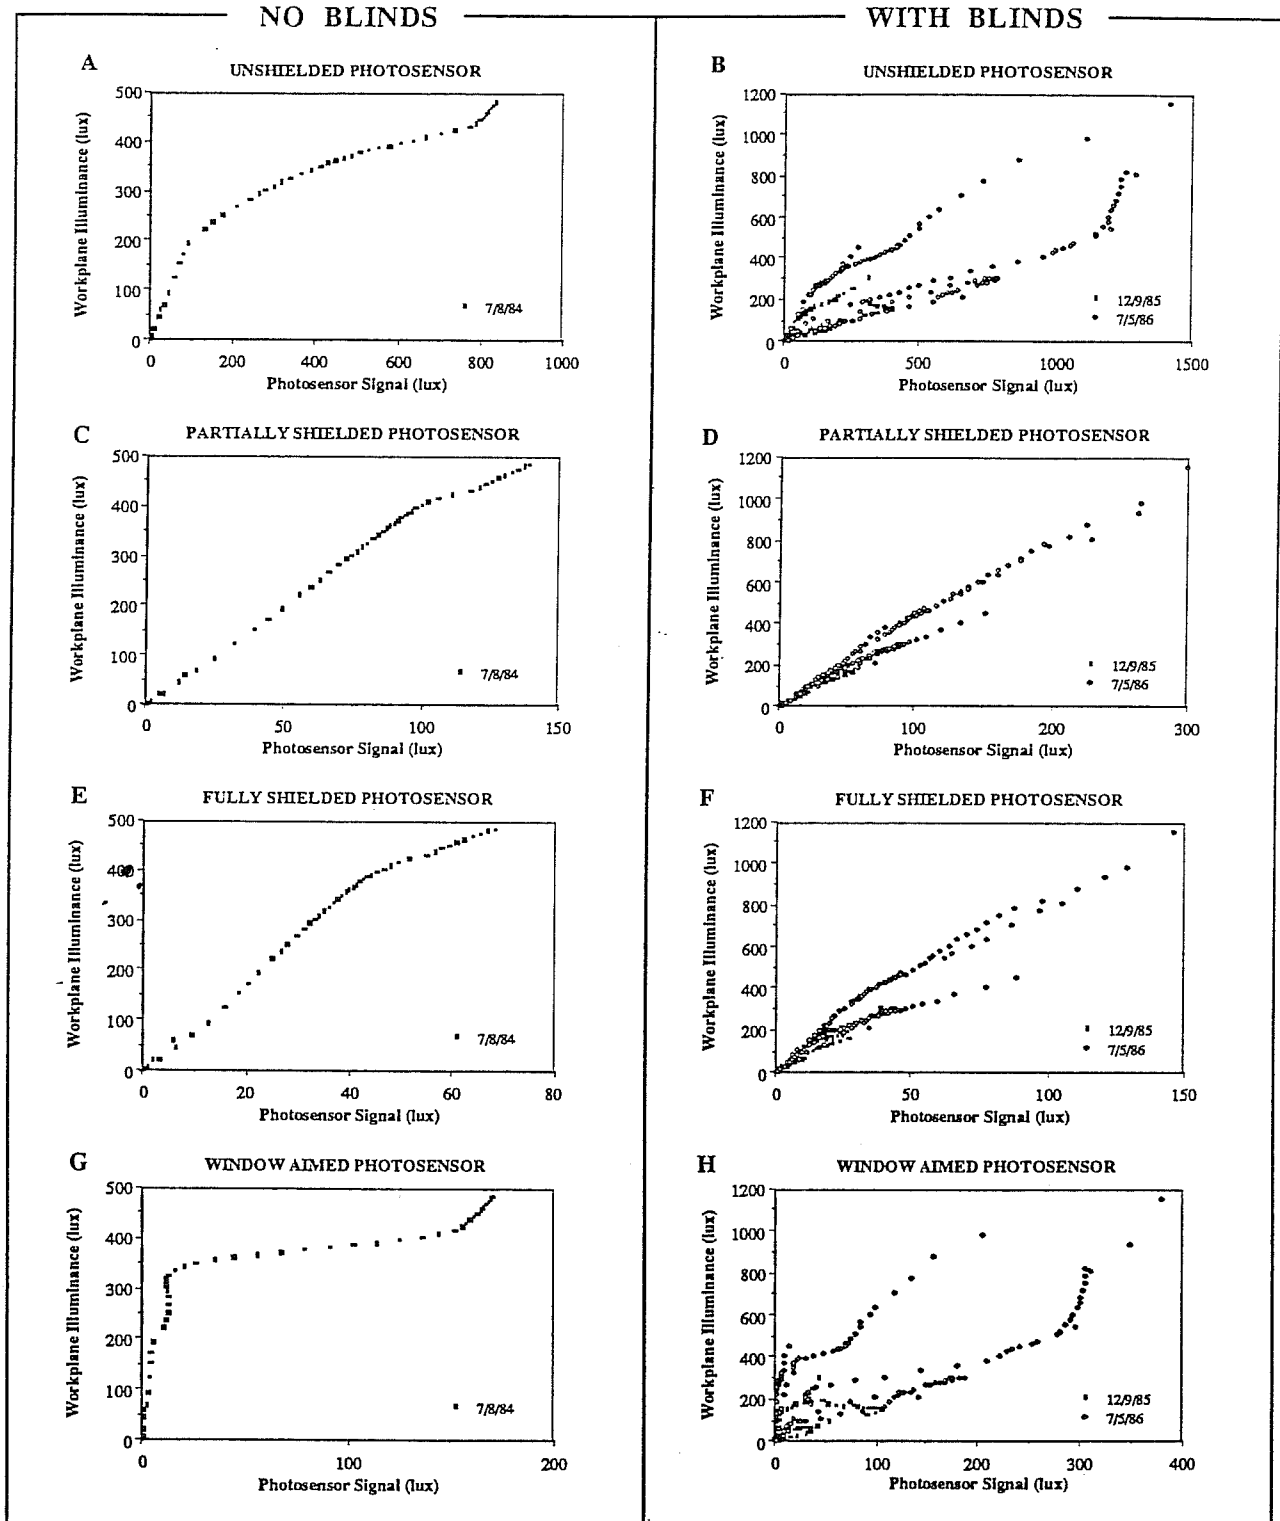 NO BLINDS
WITH BLINDS
A
UNSHIELDED PHOTOSENSOR
Workplane Illuminance (lux)
500
400
300
200
100
0
0 200 400 600 800 1000
Photosensor Signal (lux)
7/8/84
B
UNSHIELDED PHOTOSENSOR
Workplane Illuminance (lux)
1200
1000
800
600
400
200
0
0 500 1000 1500
Photosensor Signal (lux)
12/9/85
7/5/86
C
PARTIALLY SHIELDED PHOTOSENSOR
Workplane Illuminance (lux)
500
400
300
200
100
0
0 50 100 150
Photosensor Signal (lux)
7/8/84
D
PARTIALLY SHIELDED PHOTOSENSOR
Workplane Illuminance (lux)
1200
1000
800
600
400
200
0
0 100 200 300
Photosensor Signal (lux)
12/9/85
7/5/86
E
FULLY SHIELDED PHOTOSENSOR
Workplane Illuminance (lux)
500
400
300
200
100
0
0 20 40 60 80
Photosensor Signal (lux)
7/8/84
F
FULLY SHIELDED PHOTOSENSOR
Workplane Illuminance (lux)
1200
1000
800
600
400
200
0
0 50 100 150
Photosensor Signal (lux)
12/9/85
7/5/86
G
WINDOW AIMED PHOTOSENSOR
Workplane Illuminance (lux)
500
400
300
200
100
0
0 100 200
Photosensor Signal (lux)
7/8/84
H
WINDOW AIMED PHOTOSENSOR
Workplane Illuminance (lux)
1200
1000
800
600
400
200
0
0 100 200 300 400
Photosensor Signal (lux)
12/9/85
7/5/86